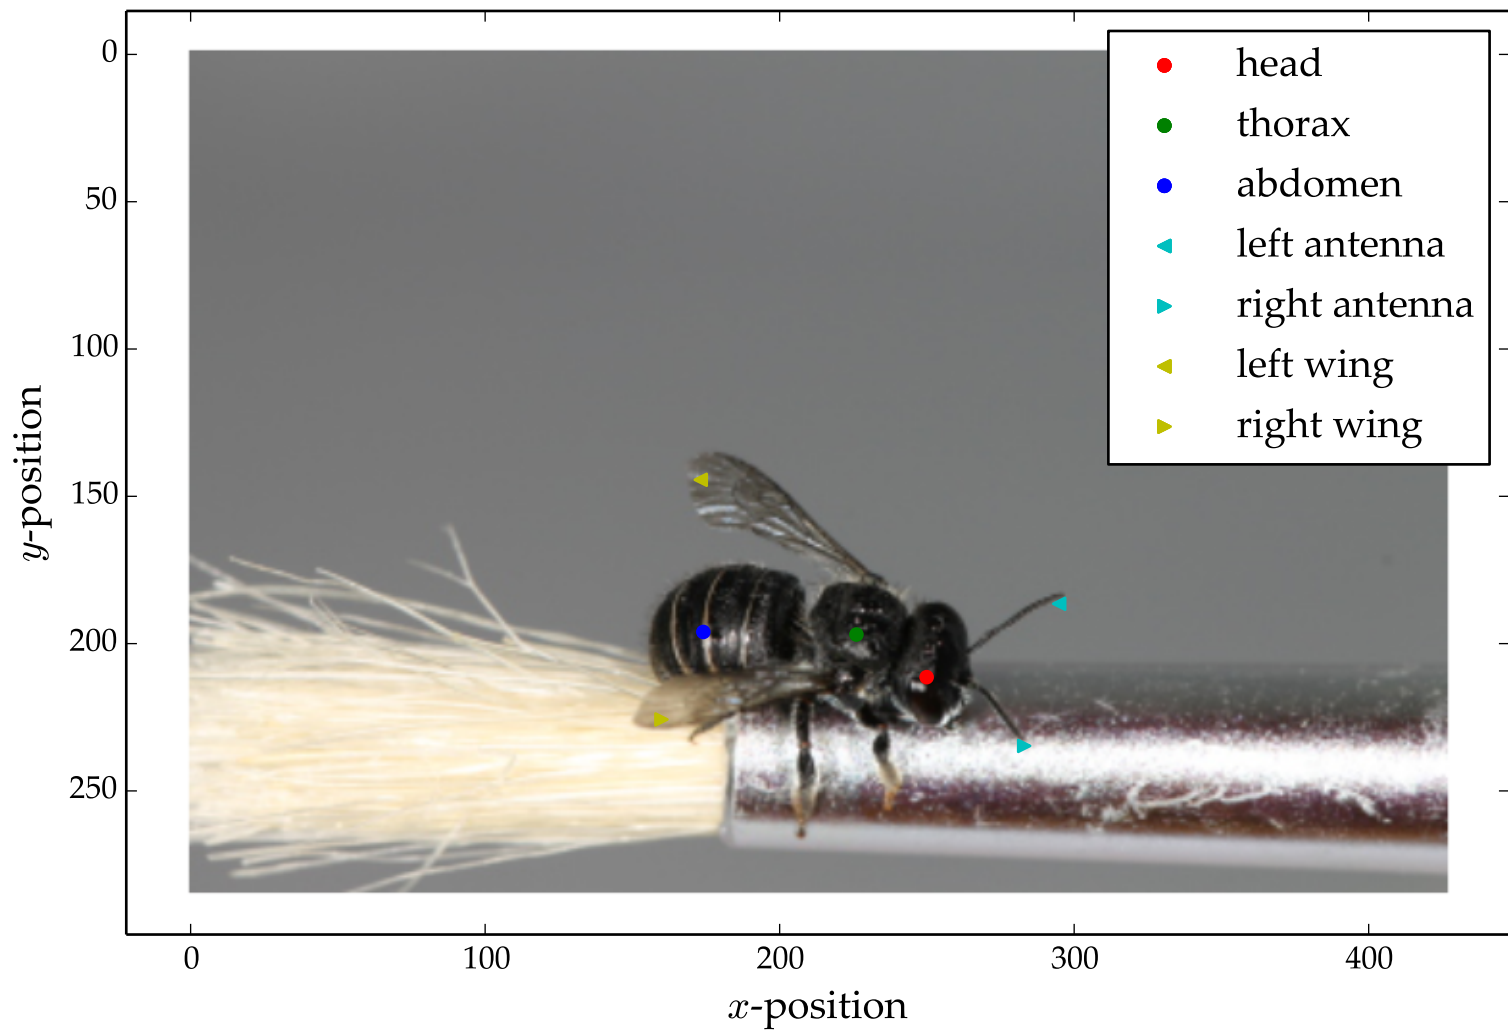 head
thorax
abdomen
left antenna
right antenna
left wing
right wing
0
50
100
150
200
250
y-position
0 100 200 300 400
x-position